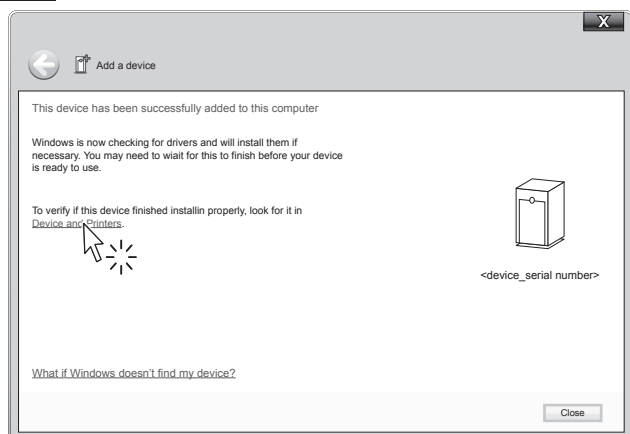 X
Add a device
This device has been successfully added to this computer
Windows is now checking for drivers and will install them if
necessary. You may need to wiait for this to finish before your device
is ready to use.
To verify if this device finished installin properly, look for it in
Device and Printers.
<device_serial number>
What if Windows doesn't find my device?
Close